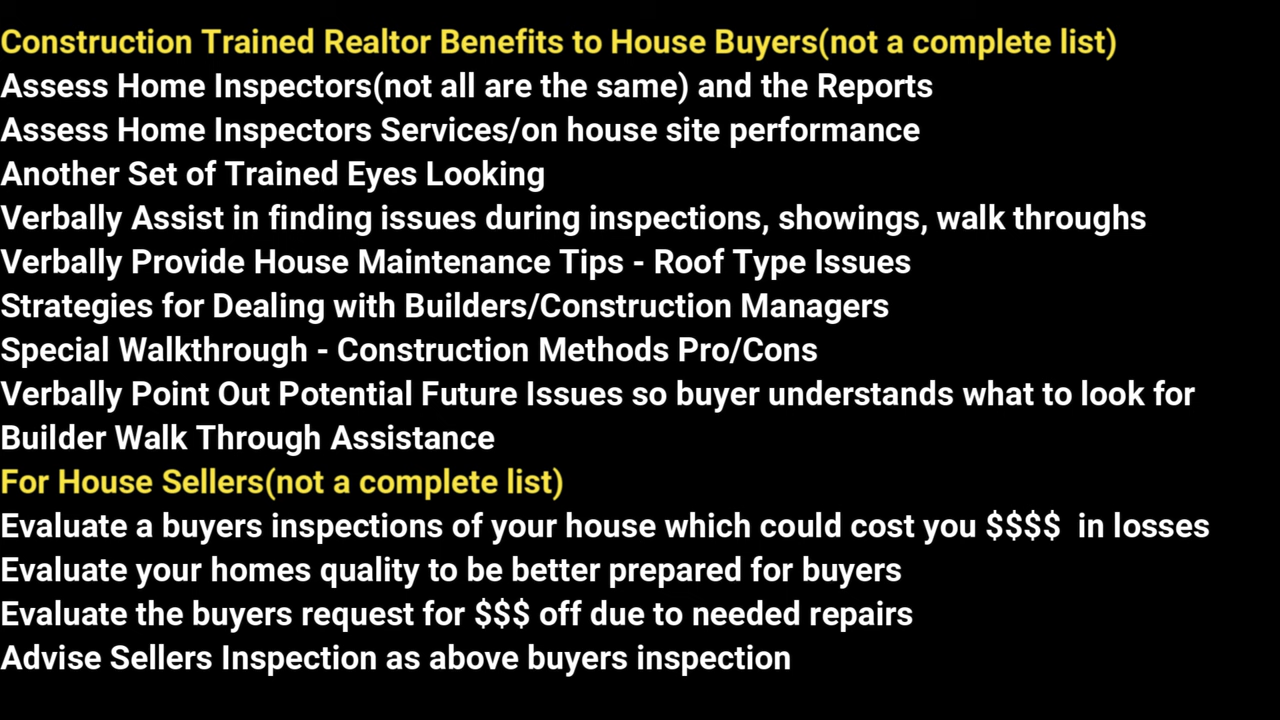 Construction Trained Realtor Benefits to House Buyers(not a complete list)
Assess Home Inspectors(not all are the same) and the Reports
Assess Home Inspectors Services/on house site performance
Another Set of Trained Eyes Looking
Verbally Assist in finding issues during inspections, showings, walk throughs
Verbally Provide House Maintenance Tips - Roof Type Issues
Strategies for Dealing with Builders/Construction Managers
Special Walkthrough - Construction Methods Pro/Cons
Verbally Point Out Potential Future Issues so buyer understands what to look for
Builder Walk Through Assistance
For House Sellers(not a complete list)
Evaluate a buyers inspections of your house which could cost you $$$$  in losses
Evaluate your homes quality to be better prepared for buyers
Evaluate the buyers request for $$$ off due to needed repairs
Advise Sellers Inspection as above buyers inspection